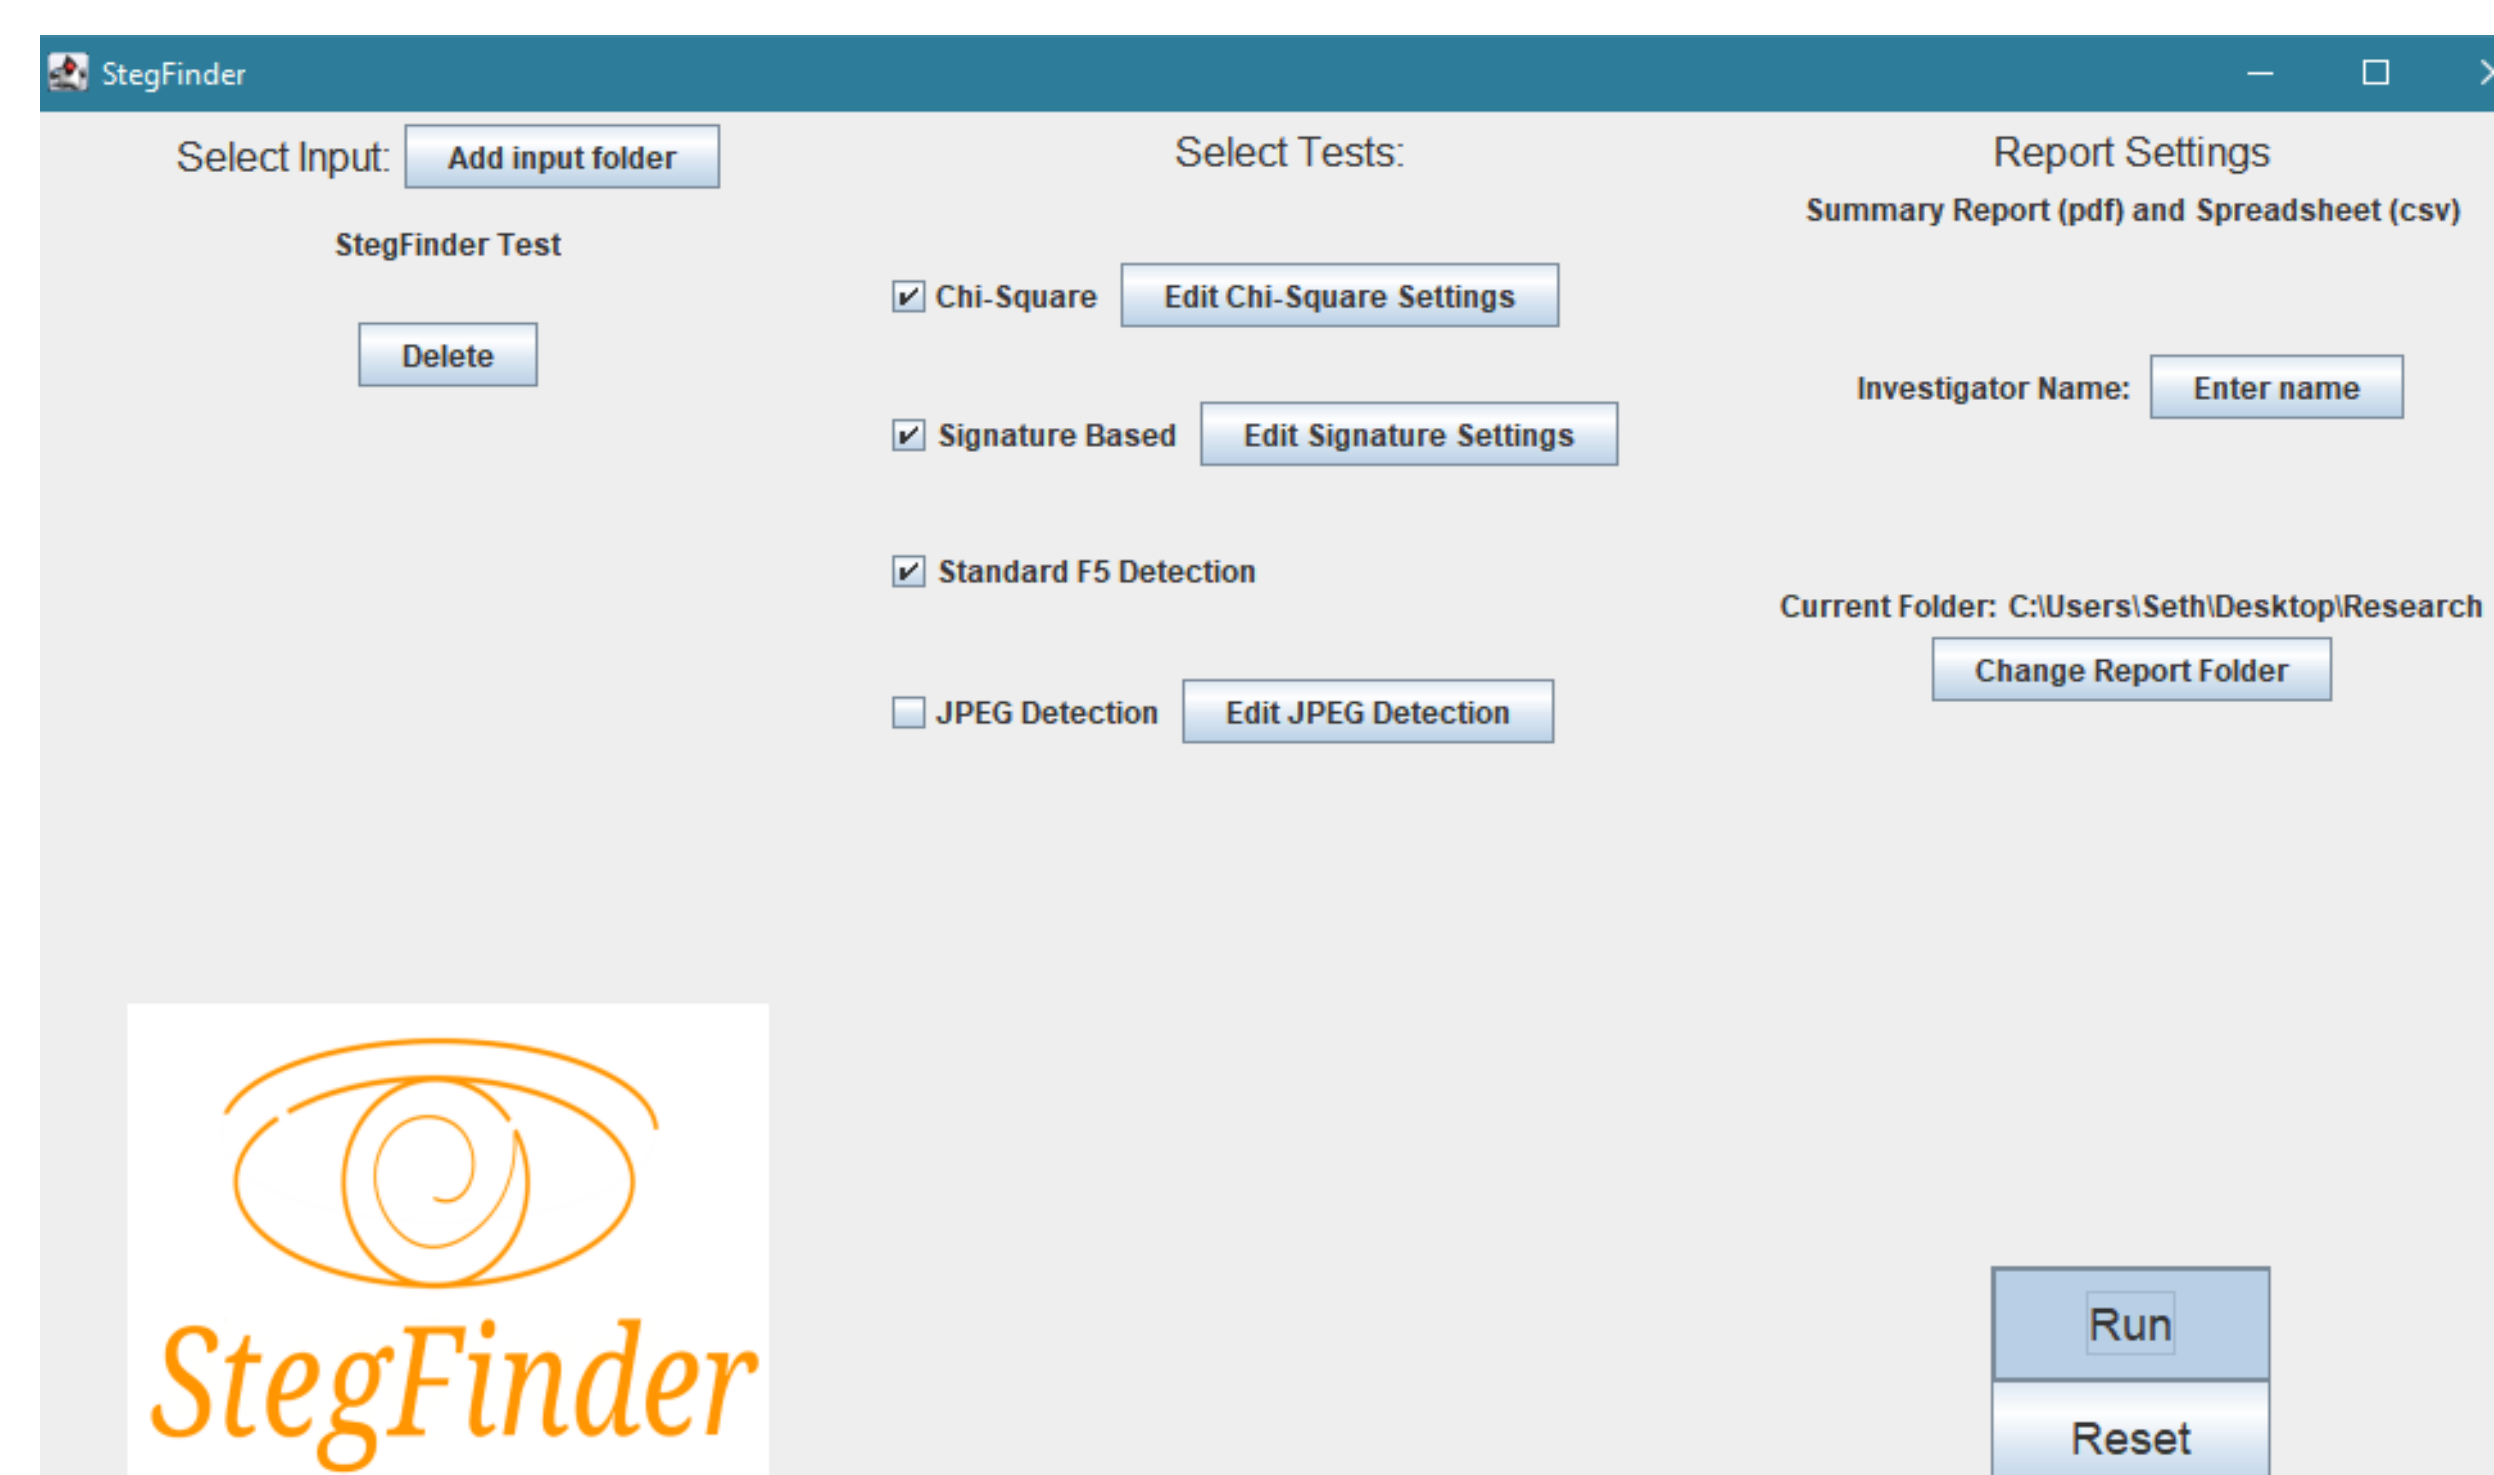 StegFinder
Select Input: Add input folder
StegFinder Test
Delete
Select Tests:
Chi-Square Edit Chi-Square Settings
Signature Based Edit Signature Settings
Standard F5 Detection
JPEG Detection Edit JPEG Detection
Report Settings
Summary Report (pdf) and Spreadsheet (csv)
Investigator Name: Enter name
Current Folder: C:\Users\Seth\Desktop\Research
Change Report Folder
StegFinder
Run
Reset